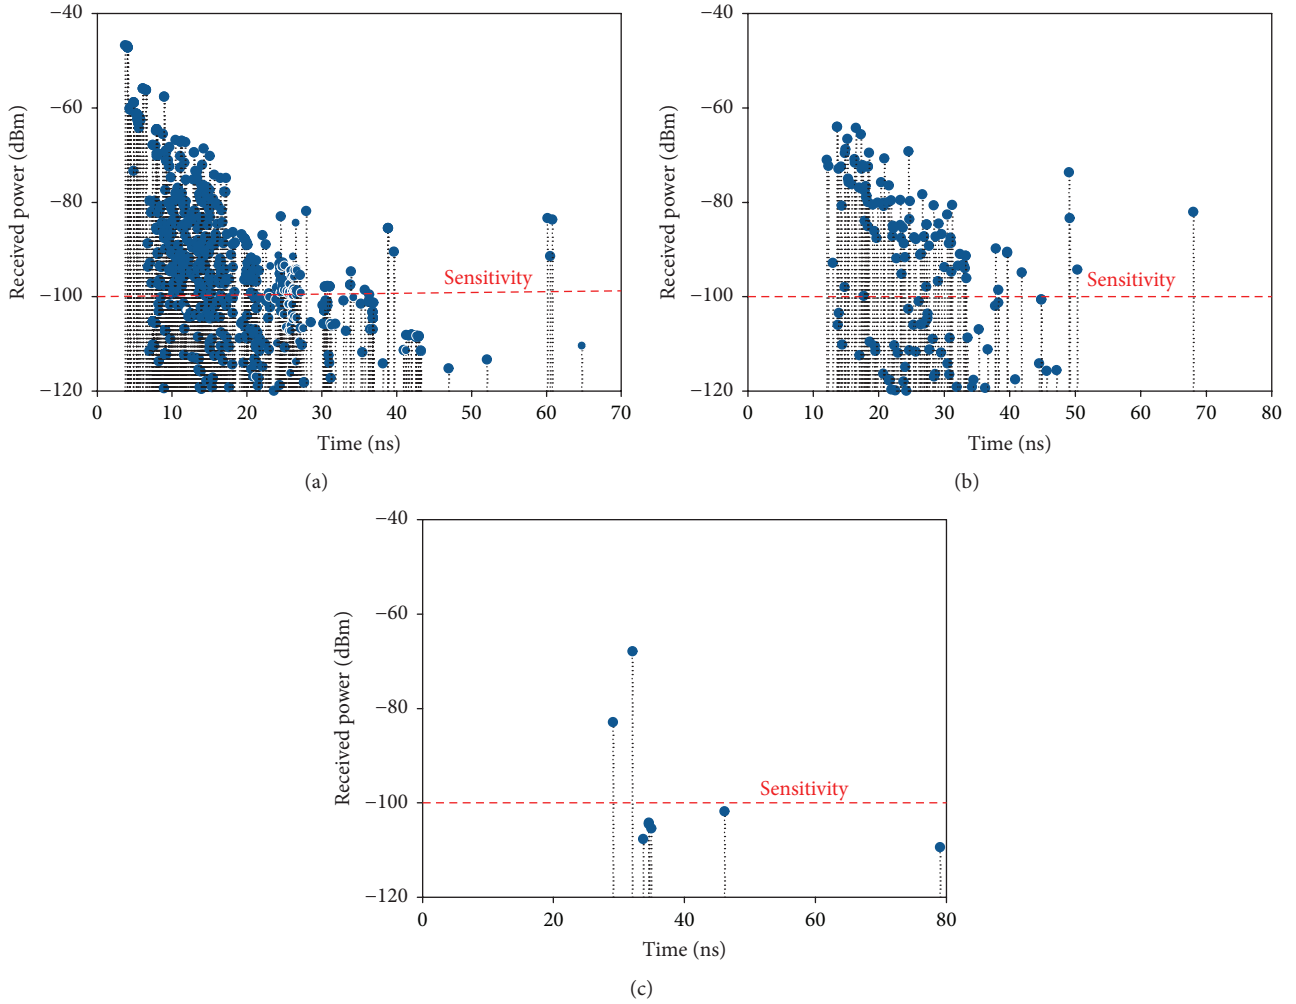 −40
−60
−80
−100
−120
Received power (dBm)
Sensitivity
0 10 20 30 40 50 60 70
Time (ns)
(a)
−40
−60
−80
−100
−120
Received power (dBm)
Sensitivity
0 10 20 30 40 50 60 70 80
Time (ns)
(b)
−40
−60
−80
−100
−120
Received power (dBm)
Sensitivity
0 20 40 60 80
Time (ns)
(c)